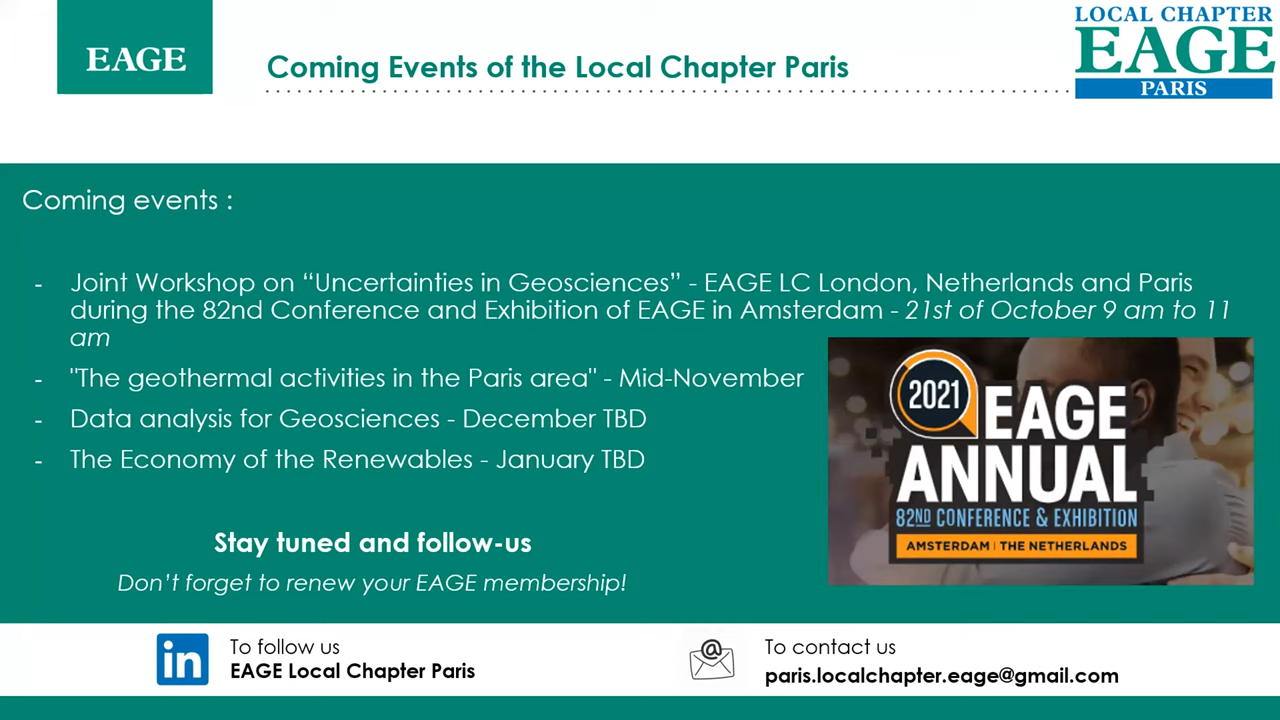 EAGE
Coming Events of the Local Chapter Paris
LOCAL CHAPTER
EAGE
PARIS
Coming events :
- Joint Workshop on “Uncertainties in Geosciences” - EAGE LC London, Netherlands and Paris
during the 82nd Conference and Exhibition of EAGE in Amsterdam - 21st of October 9 am to 11
am
- "The geothermal activities in the Paris area" - Mid-November
- Data analysis for Geosciences - December TBD
- The Economy of the Renewables - January TBD
2021
EAGE
ANNUAL
82ND CONFERENCE & EXHIBITION
AMSTERDAM | THE NETHERLANDS
Stay tuned and follow-us
Don’t forget to renew your EAGE membership!
in
To follow us
EAGE Local Chapter Paris
@
To contact us
paris.localchapter.eage@gmail.com